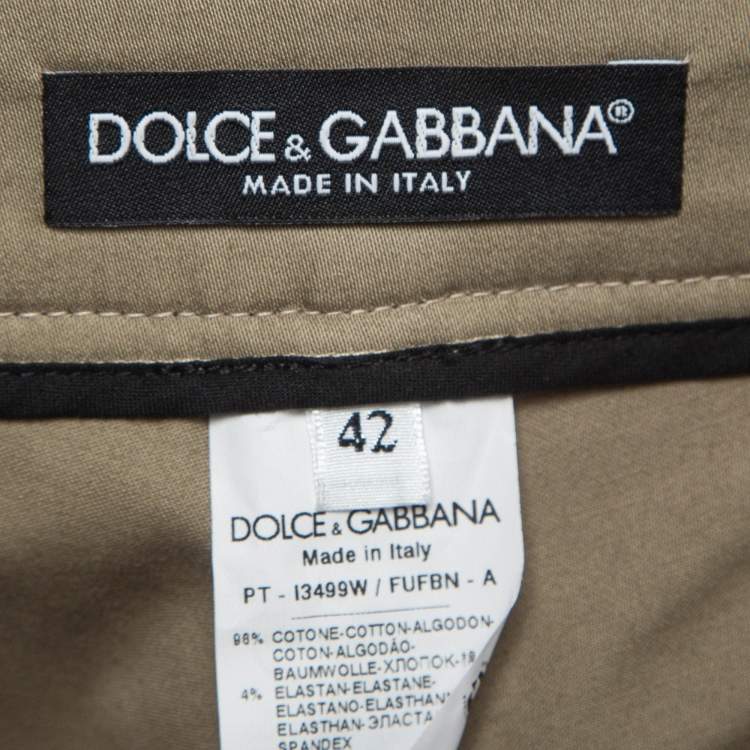 DOLCE & GABBANA®
MADE IN ITALY
42
DOLCE & GABBANA
Made in Italy
PT - I3499W / FUFBN - A
96% COTONE-COTTON-ALGODON-
COTON-ALGODÃO-
BAUMWOLLE-ХЛОПОК-
4% ELASTAN-ELASTANE-
ELASTANO-ELASTHAN
ELASTHAN-ЭЛАСТА
SPANDEX